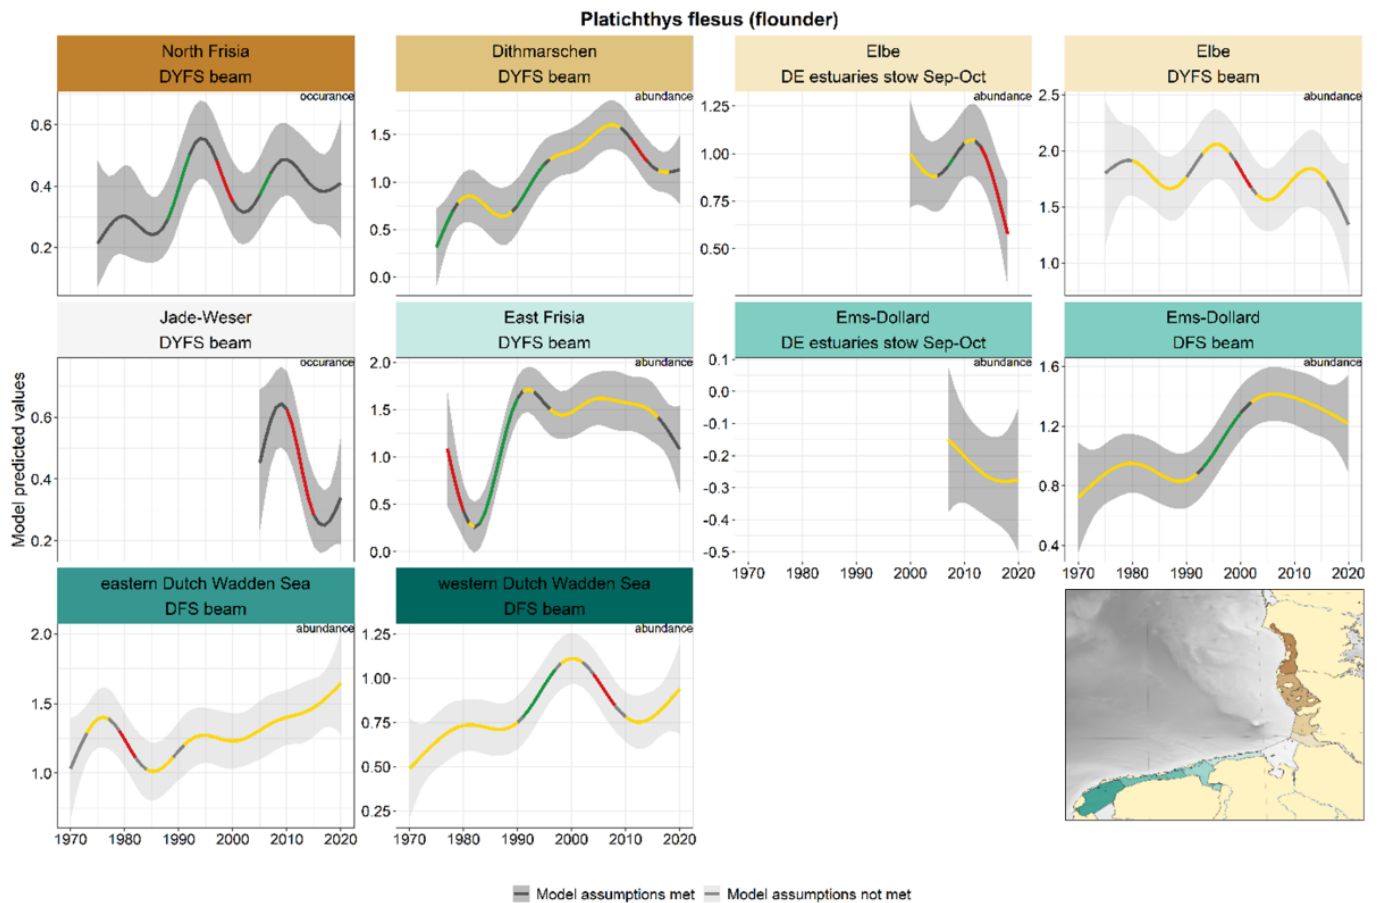 Platichthys flesus (flounder)
North Frisia
DYFS beam
occurance
0.6
0.4
0.2
Dithmarschen
DYFS beam
abundance
1.5
1.0
0.5
0.0
Elbe
DE estuaries stow Sep-Oct
abundance
1.25
1.00
0.75
0.50
Elbe
DYFS beam
abundance
2.5
2.0
1.5
1.0
Model predicted values
Jade-Weser
DYFS beam
occurance
0.6
0.4
0.2
East Frisia
DYFS beam
abundance
2.0
1.5
1.0
0.5
0.0
Ems-Dollard
DE estuaries stow Sep-Oct
abundance
0.1
0.0
-0.1
-0.2
-0.3
-0.4
-0.5
1970 1980 1990 2000 2010 2020
Ems-Dollard
DFS beam
abundance
1.6
1.2
0.8
0.4
1970 1980 1990 2000 2010 2020
eastern Dutch Wadden Sea
DFS beam
abundance
2.0
1.5
1.0
1970 1980 1990 2000 2010 2020
western Dutch Wadden Sea
DFS beam
abundance
1.25
1.00
0.75
0.50
0.25
1970 1980 1990 2000 2010 2020
Model assumptions met Model assumptions not met